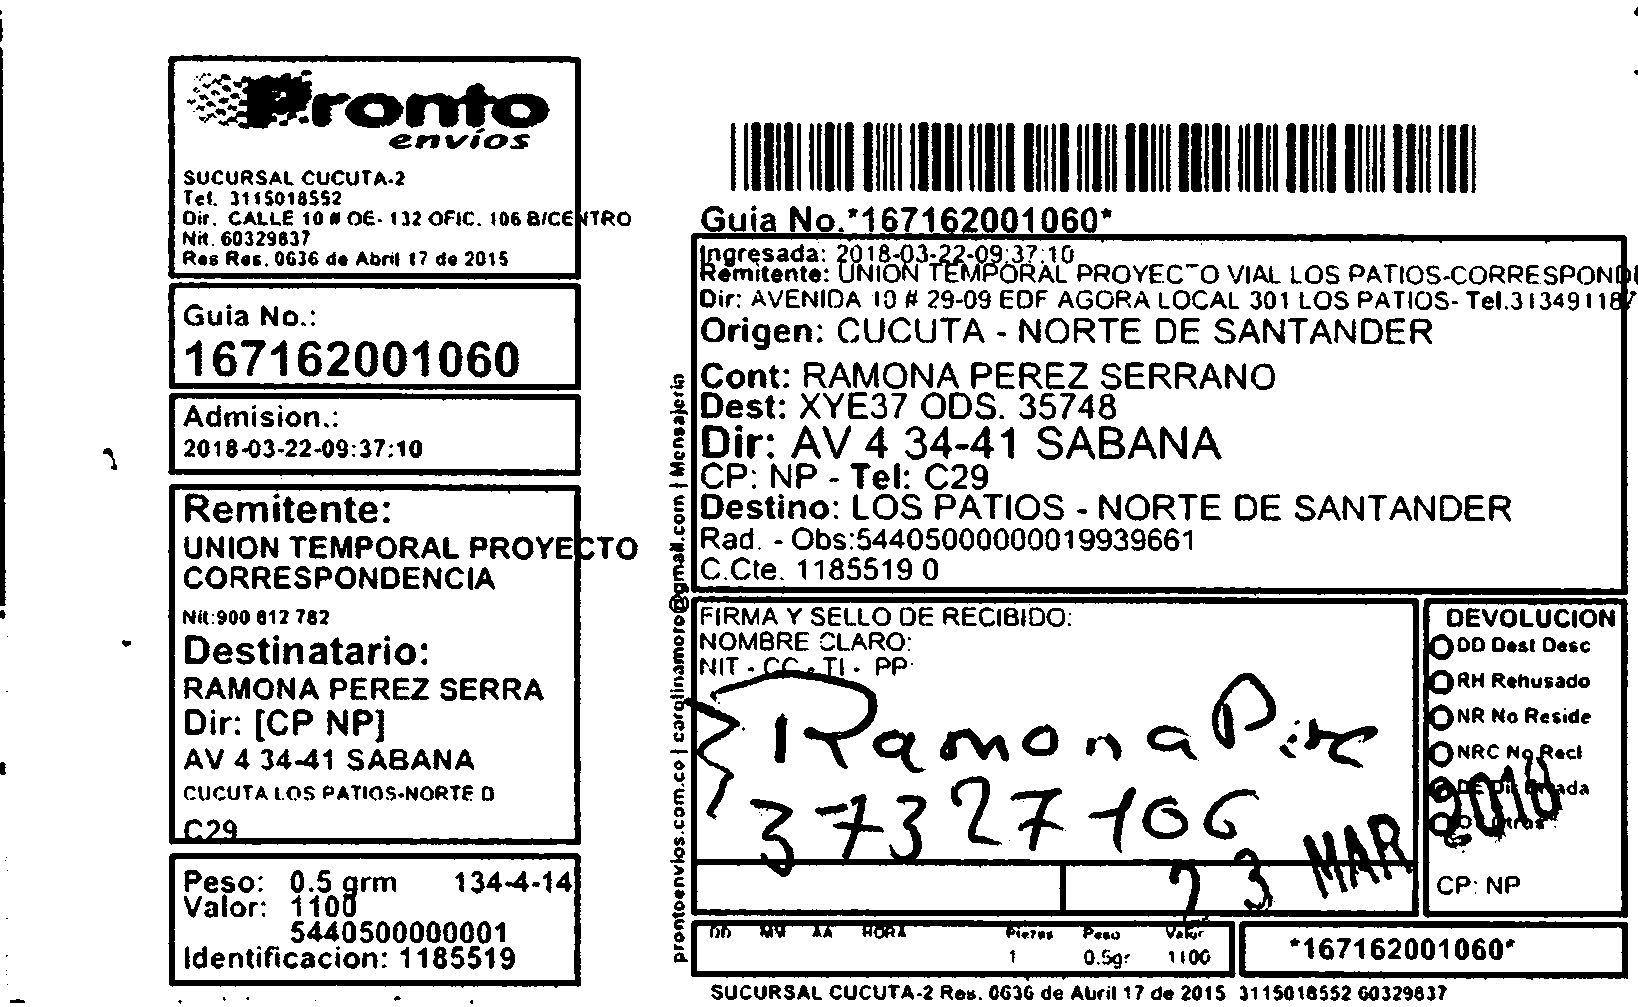 Pronto
envíos
SUCURSAL CUCUTA-2
Tel. 3115018552
Dir. CALLE 10 # OE- 132 OFIC. 106 B/CENTRO
Nit. 60329837
Res Res. 0636 de Abril 17 de 2015
Guia No.:
167162001060
Admision.:
2018-03-22-09:37:10
Remitente:
UNION TEMPORAL PROYECTO
CORRESPONDENCIA
Nit:900 812 782
Destinatario:
RAMONA PEREZ SERRA
Dir: [CP NP]
AV 4 34-41 SABANA
CUCUTA LOS PATIOS-NORTE D
C29
Peso: 0.5 grm 134-4-14
Valor: 1100
5440500000001
Identificacion: 1185519
prontoenvios.com.co | carolinamoro@gmail.com | Mensajeria
Guia No.*167162001060*
Ingresada: 2018-03-22-09:37:10
Remitente: UNION TEMPORAL PROYECTO VIAL LOS PATIOS-CORRESPOND
Dir: AVENIDA 10 # 29-09 EDF AGORA LOCAL 301 LOS PATIOS- Tel.31349118
Origen: CUCUTA - NORTE DE SANTANDER
Cont: RAMONA PEREZ SERRANO
Dest: XYE37 ODS. 35748
Dir: AV 4 34-41 SABANA
CP: NP - Tel: C29
Destino: LOS PATIOS - NORTE DE SANTANDER
Rad. - Obs:54405000000019939661
C.Cte. 1185519 0
FIRMA Y SELLO DE RECIBIDO:
NOMBRE CLARO:
NIT - CC - TI - PP:
Ramona
37327106
23 MAR 2018
DEVOLUCION
DD Dest Desc
RH Rehusado
NR No Reside
NRC No Recl
CP: NP
DD MM AA HORA Piezas Peso Valor
1 0.5gr 1100
*167162001060*
SUCURSAL CUCUTA-2 Res. 0636 de Abril 17 de 2015 3115018552 60329837